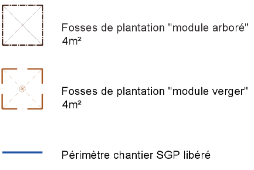 Fosses de plantation "module arboré"
4m²
Fosses de plantation "module verger"
4m²
Périmètre chantier SGP libéré